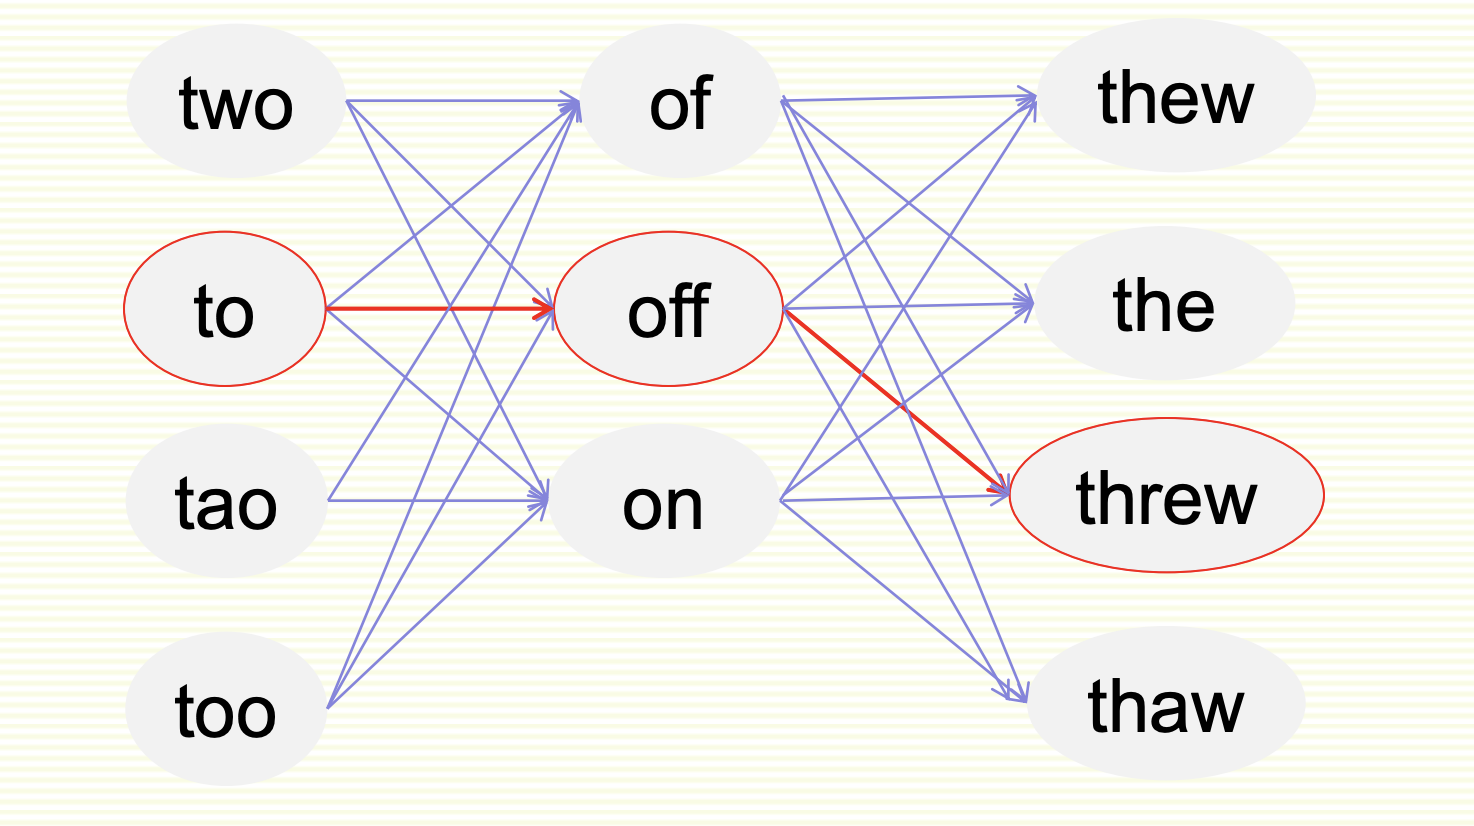 two of thew
to off the
tao on threw
too thaw